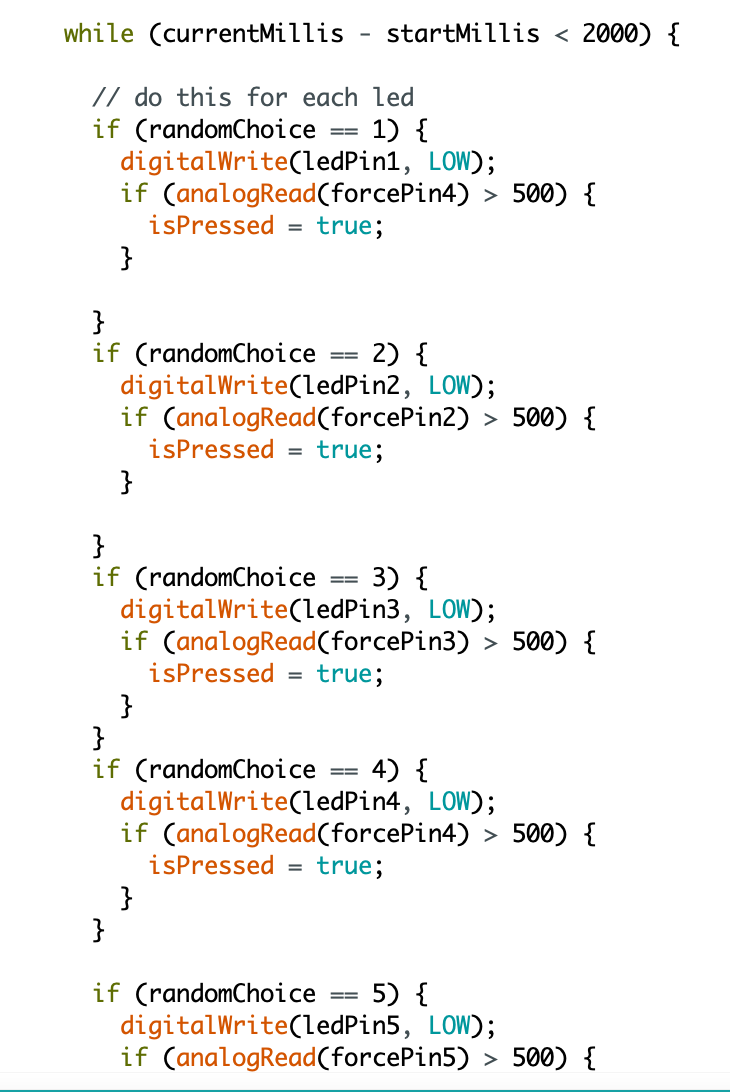 while (currentMillis - startMillis < 2000) {
// do this for each led
if (randomChoice == 1) {
digitalWrite(ledPin1, LOW);
if (analogRead(forcePin4) > 500) {
isPressed = true;
}
}
if (randomChoice == 2) {
digitalWrite(ledPin2, LOW);
if (analogRead(forcePin2) > 500) {
isPressed = true;
}
}
if (randomChoice == 3) {
digitalWrite(ledPin3, LOW);
if (analogRead(forcePin3) > 500) {
isPressed = true;
}
}
if (randomChoice == 4) {
digitalWrite(ledPin4, LOW);
if (analogRead(forcePin4) > 500) {
isPressed = true;
}
}
if (randomChoice == 5) {
digitalWrite(ledPin5, LOW);
if (analogRead(forcePin5) > 500) {